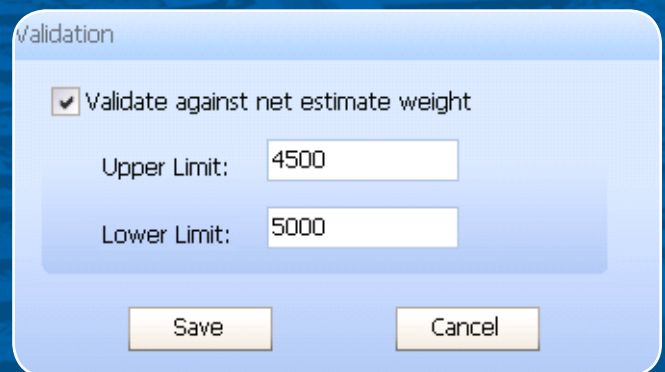 Validation
Validate against net estimate weight
Upper Limit: 4500
Lower Limit: 5000
Save Cancel